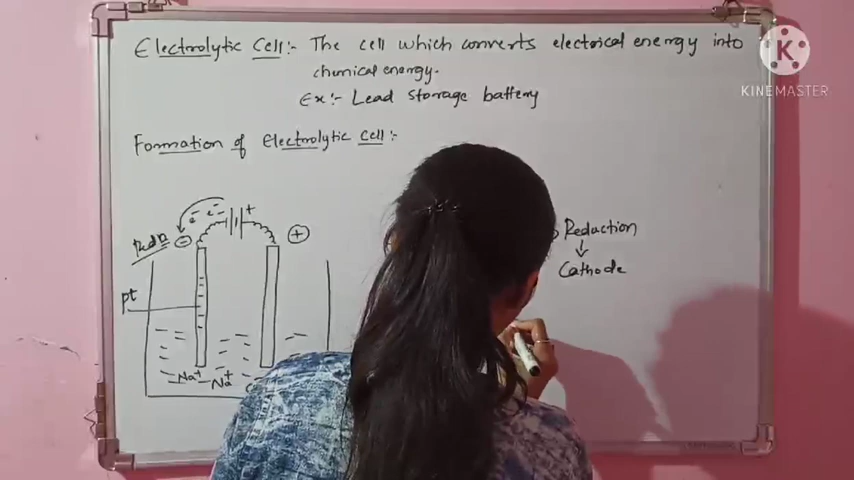 Electrolytic Cell:- The cell which converts electrical energy into
chemical energy.
Ex:- Lead storage battery
Formation of Electrolytic Cell:-
+
Redn - +
Reduction
Cathode
pt
Na+ Na+
K
KINEMASTER